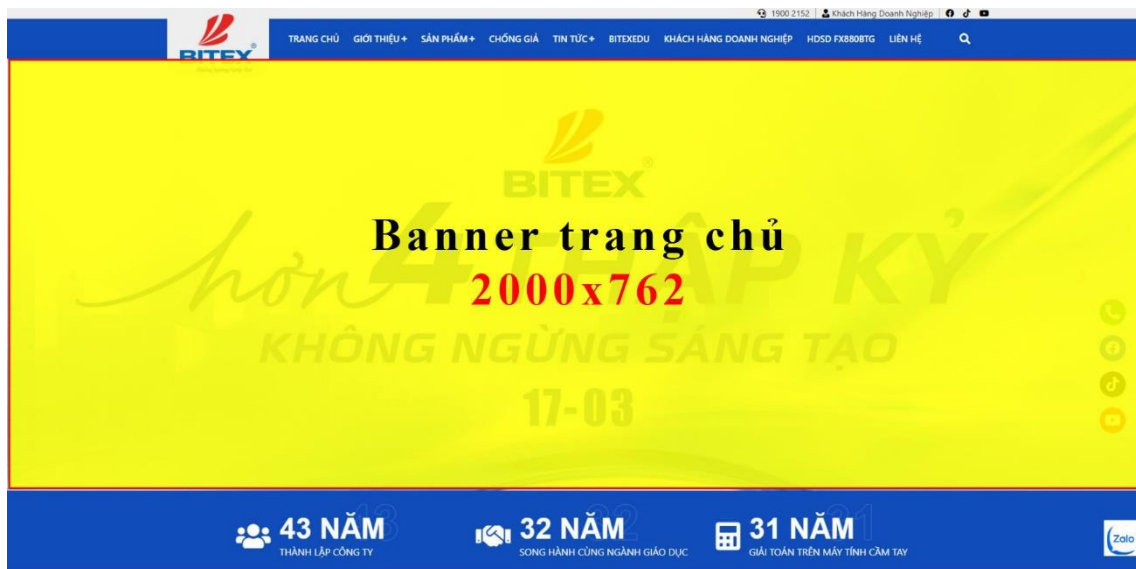 1900 2152 Khách Hàng Doanh Nghiệp
BITEX
TRANG CHỦ GIỚI THIỆU+ SẢN PHẨM+ CHỐNG GIẢ TIN TỨC+ BITEXEDU KHÁCH HÀNG DOANH NGHIỆP HDSD FX880BTG LIÊN HỆ
BITEX®
hơn 4 THẬP KỶ
Banner trang chủ
2000x762
KHÔNG NGỪNG SÁNG TẠO
17-03
43 NĂM 43
THÀNH LẬP CÔNG TY
32 NĂM 32
SONG HÀNH CÙNG NGÀNH GIÁO DỤC
31 NĂM 31
GIẢI TOÁN TRÊN MÁY TÍNH CẦM TAY
Zalo